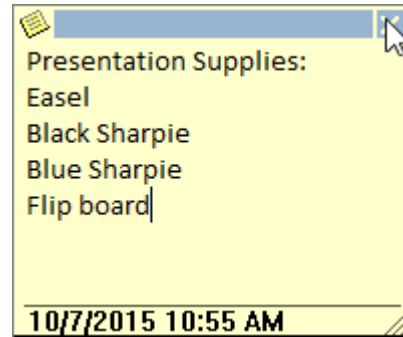 Presentation Supplies:
Easel
Black Sharpie
Blue Sharpie
Flip board
10/7/2015 10:55 AM